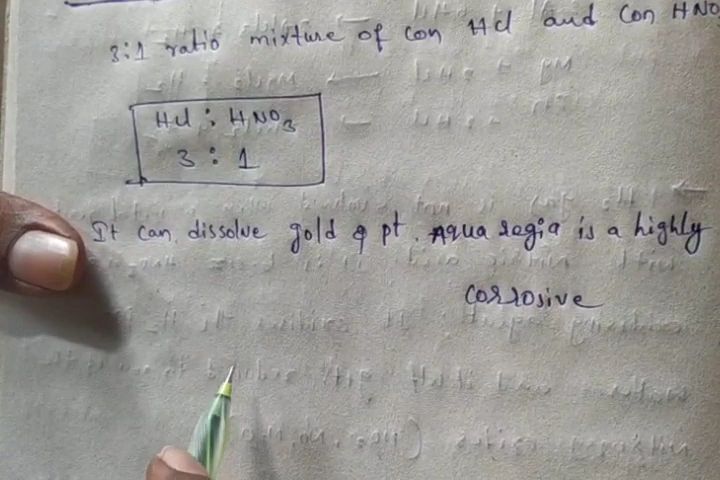 3:1 ratio mixture of con Hcl and con HNO
Hcl : HNO3
3 : 1
It can dissolve gold & pt. Aqua regia is a highly
corrosive